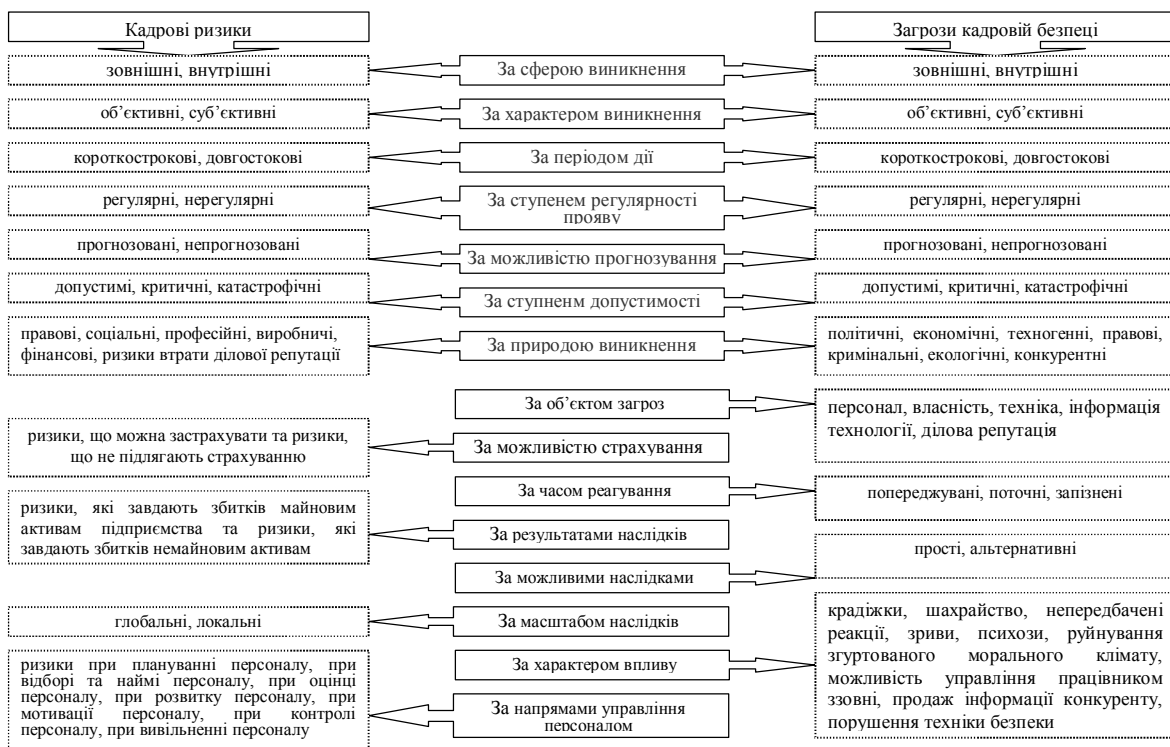 Кадрові ризики
Загрози кадровій безпеці
зовнішні, внутрішні
За сферою виникнення
зовнішні, внутрішні
об’єктивні, суб’єктивні
За характером виникнення
об’єктивні, суб’єктивні
короткострокові, довгостокові
За періодом дії
короткострокові, довгостокові
регулярні, нерегулярні
За ступенем регулярності
прояву
регулярні, нерегулярні
прогнозовані, непрогнозовані
За можливістю прогнозування
прогнозовані, непрогнозовані
допустимі, критичні, катастрофічні
За ступненм допустимості
допустимі, критичні, катастрофічні
правові, соціальні, професійні, виробничі,
фінансові, ризики втрати ділової репутації
За природою виникнення
політичні, економічні, техногенні, правові,
кримінальні, екологічні, конкурентні
За об’єктом загроз
персонал, власність, техніка, інформація
технології, ділова репутація
ризики, що можна застрахувати та ризики,
що не підлягають страхуванню
За можливістю страхування
За часом реагування
попереджувані, поточні, запізнені
ризики, які завдають збитків майновим
активам підприємства та ризики, які
завдають збитків немайновим активам
За результатами наслідків
За можливими наслідками
прості, альтернативні
глобальні, локальні
За масштабом наслідків
За характером впливу
крадіжки, шахрайство, непередбачені
реакції, зриви, психози, руйнування
згуртованого морального клімату,
можливість управління працівником
ззовні, продаж інформації конкуренту,
порушення техніки безпеки
ризики при плануванні персоналу, при
відборі та наймі персоналу, при оцінці
персоналу, при розвитку персоналу, при
мотивації персоналу, при контролі
персоналу, при вивільненні персоналу
За напрямами управління
персоналом